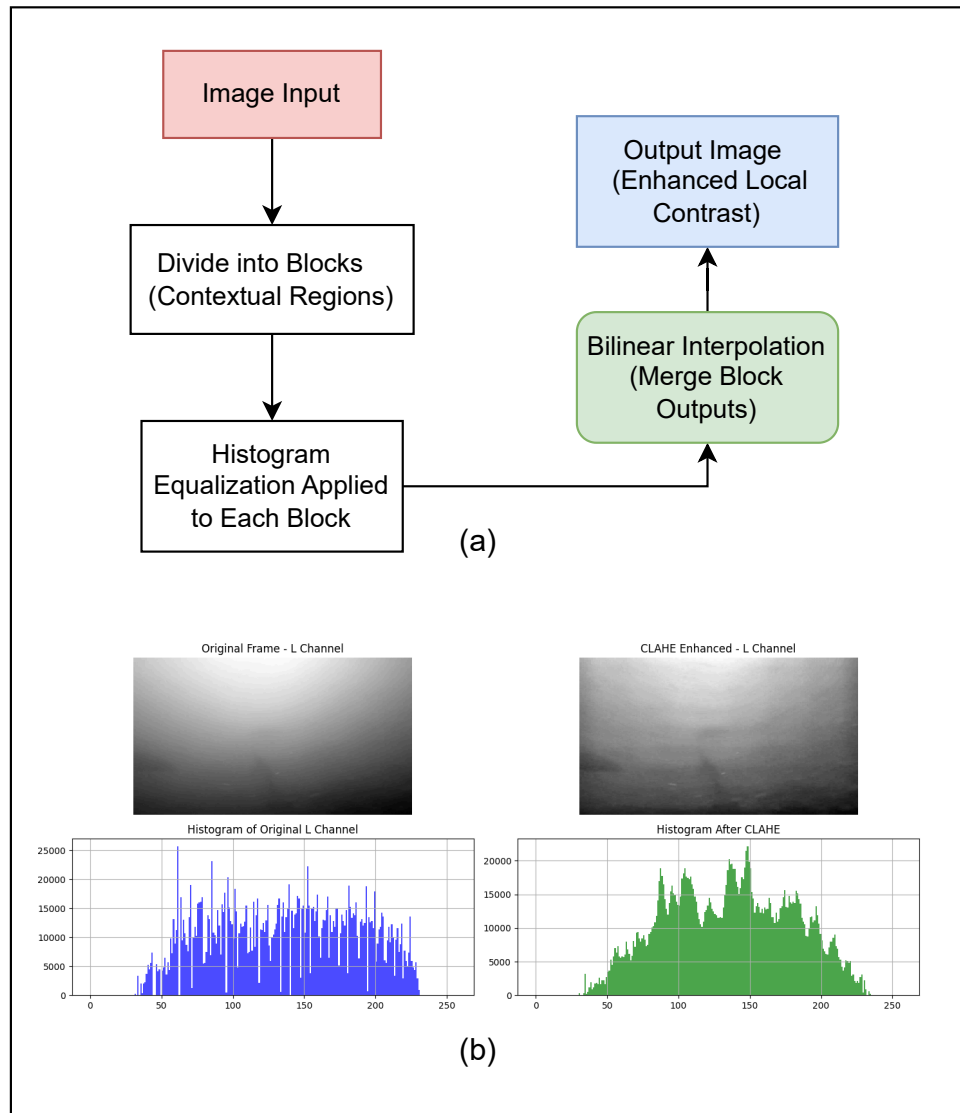 Image Input
Divide into Blocks
(Contextual Regions)
Histogram
Equalization Applied
to Each Block
Output Image
(Enhanced Local
Contrast)
Bilinear Interpolation
(Merge Block
Outputs)
(a)
Original Frame - L Channel
CLAHE Enhanced - L Channel
Histogram of Original L Channel
25000
20000
15000
10000
5000
0
0 50 100 150 200 250
Histogram After CLAHE
20000
15000
10000
5000
0
0 50 100 150 200 250
(b)